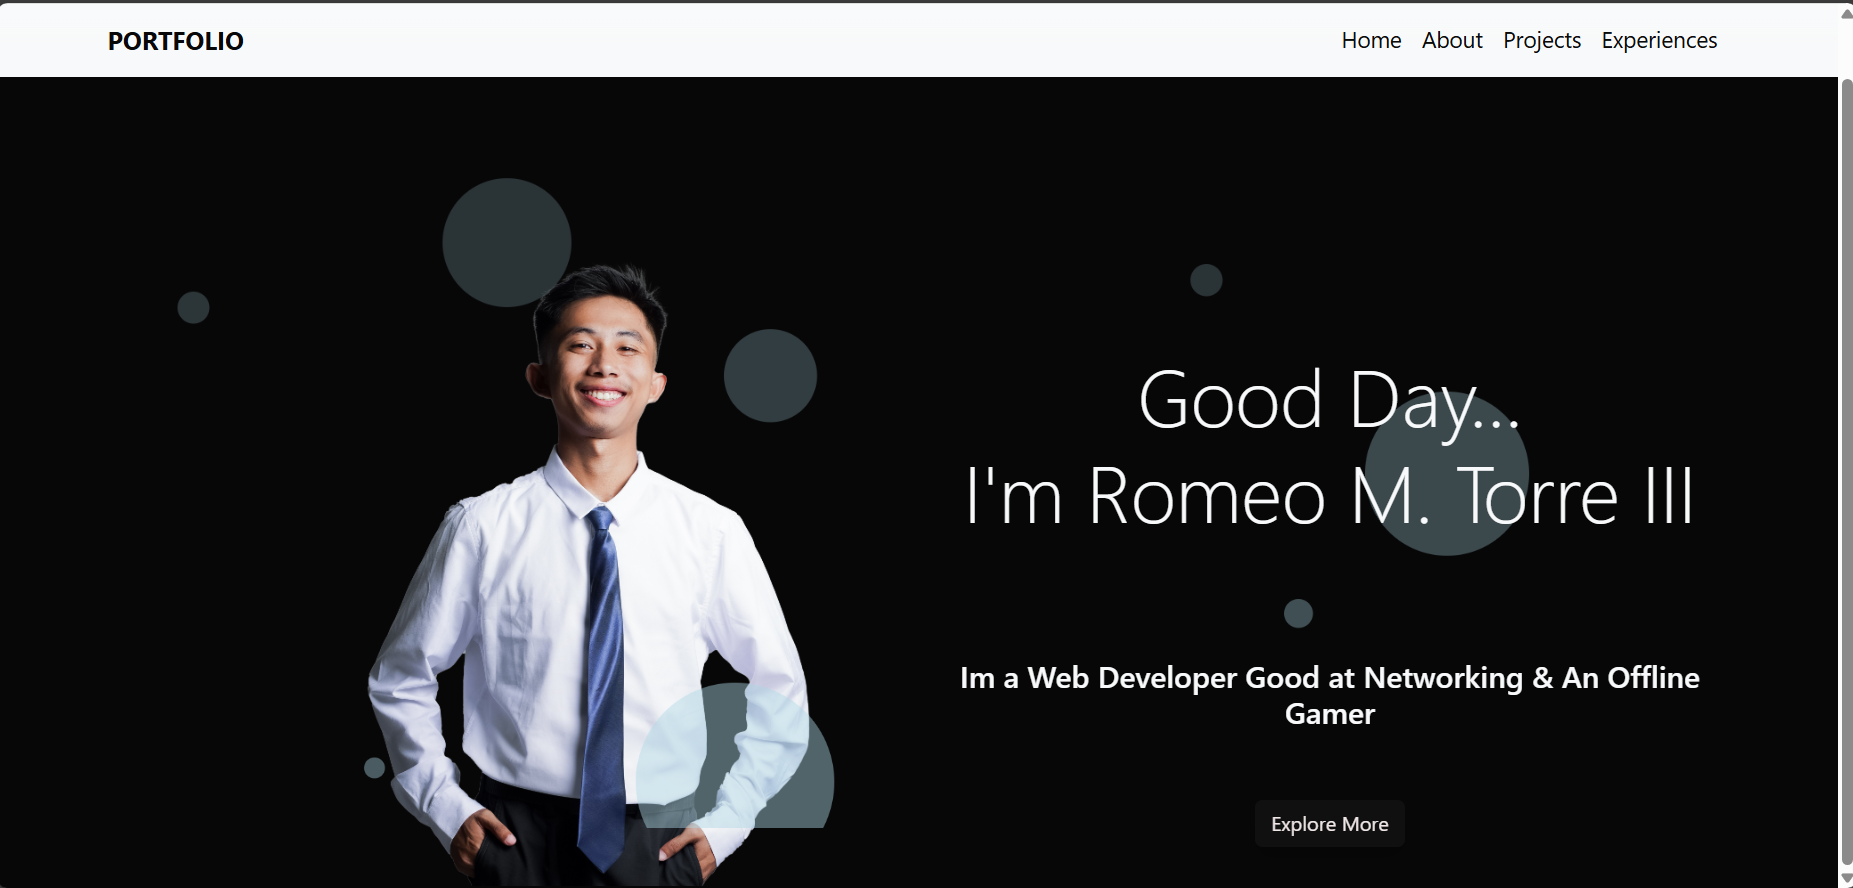 PORTFOLIO
Home About Projects Experiences
Good Day...
I'm Romeo M. Torre III
Im a Web Developer Good at Networking & An Offline
Gamer
Explore More